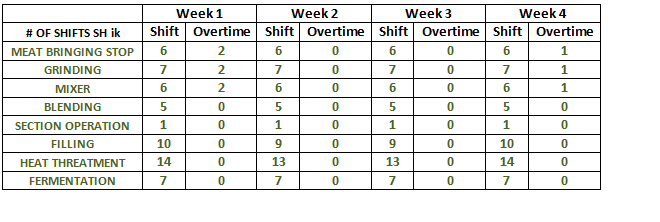 Week 1 Week 2 Week 3 Week 4
# OF SHIFTS SH ik Shift Overtime Shift Overtime Shift Overtime Shift Overtime
MEAT BRINGING STOP 6 2 6 0 6 0 6 1
GRINDING 7 2 7 0 7 0 7 1
MIXER 6 2 6 0 6 0 6 1
BLENDING 5 0 5 0 5 0 5 0
SECTION OPERATION 1 0 1 0 1 0 1 0
FILLING 10 0 9 0 9 0 10 0
HEAT THREATMENT 14 0 13 0 13 0 14 0
FERMENTATION 7 0 7 0 7 0 7 0